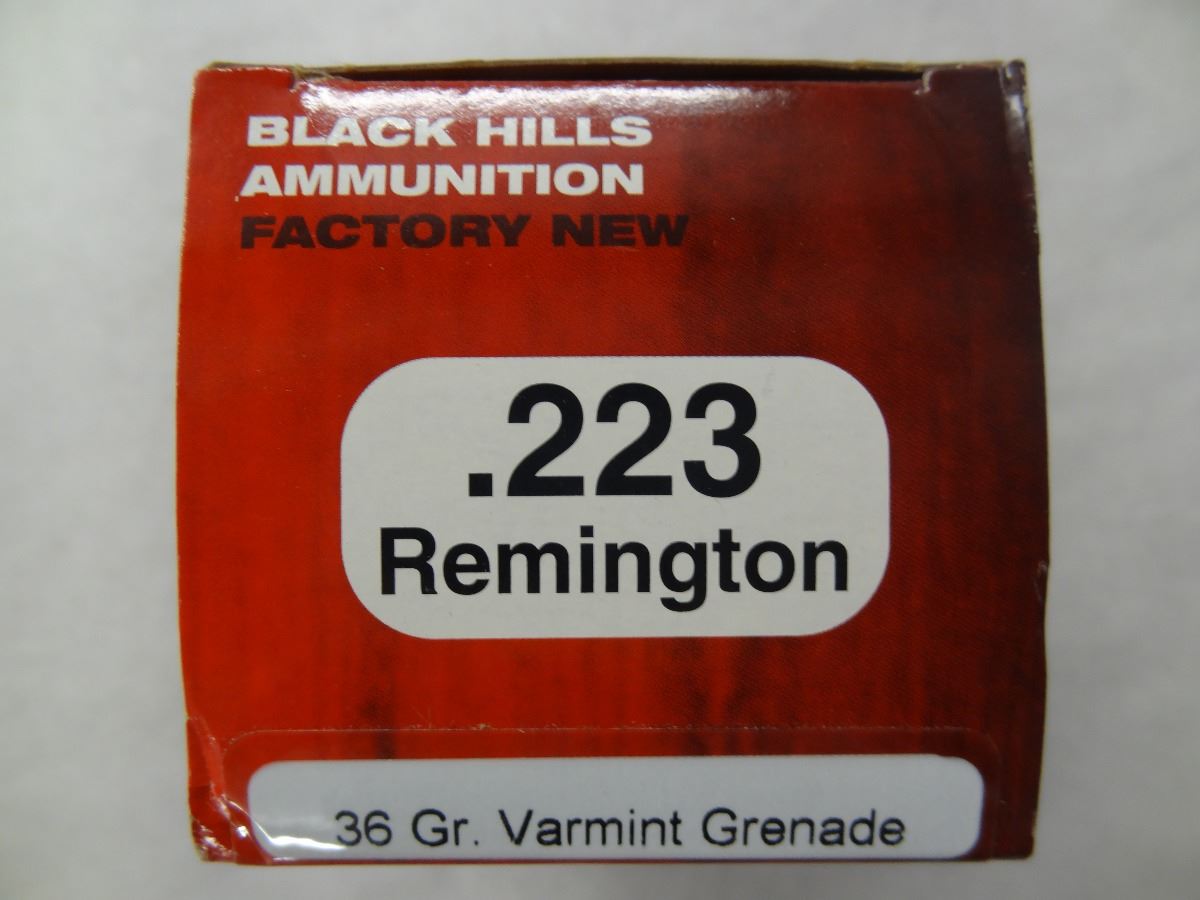 BLACK HILLS
AMMUNITION
FACTORY NEW
.223
Remington
36 Gr. Varmint Grenade